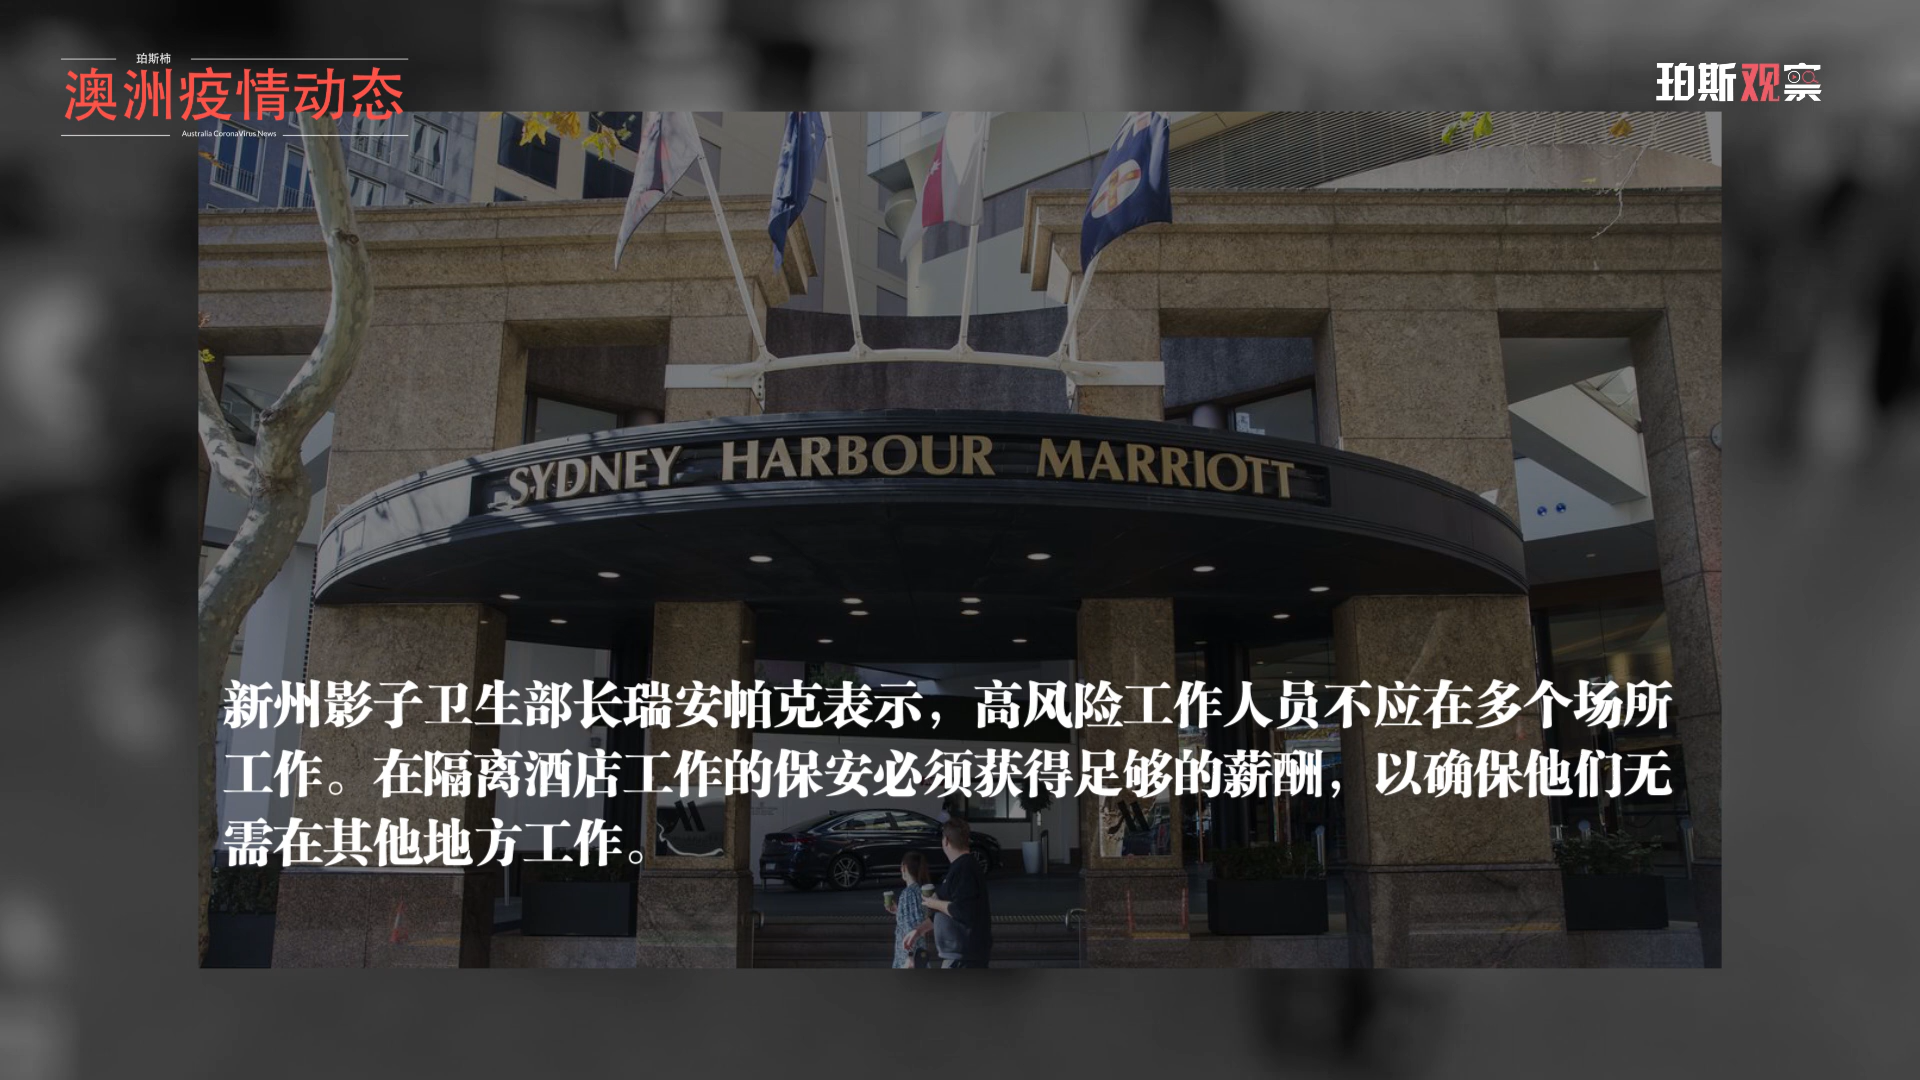 珀斯柿
澳洲疫情动态
Australia CoronaVirus News
珀斯观察
SYDNEY HARBOUR MARRIOTT
新州影子卫生部长瑞安帕克表示，高风险工作人员不应在多个场所
工作。在隔离酒店工作的保安必须获得足够的薪酬，以确保他们无
需在其他地方工作。